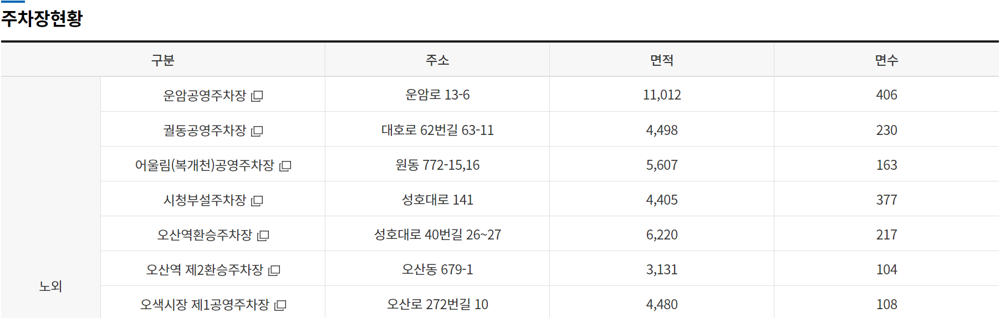 주차장현황
구분 주소 면적 면수
운암공영주차장 운암로 13-6 11,012 406
궐동공영주차장 대호로 62번길 63-11 4,498 230
어울림(복개천)공영주차장 원동 772-15,16 5,607 163
시청부설주차장 성호대로 141 4,405 377
오산역환승주차장 성호대로 40번길 26~27 6,220 217
오산역 제2환승주차장 오산동 679-1 3,131 104
노외
오색시장 제1공영주차장 오산로 272번길 10 4,480 108